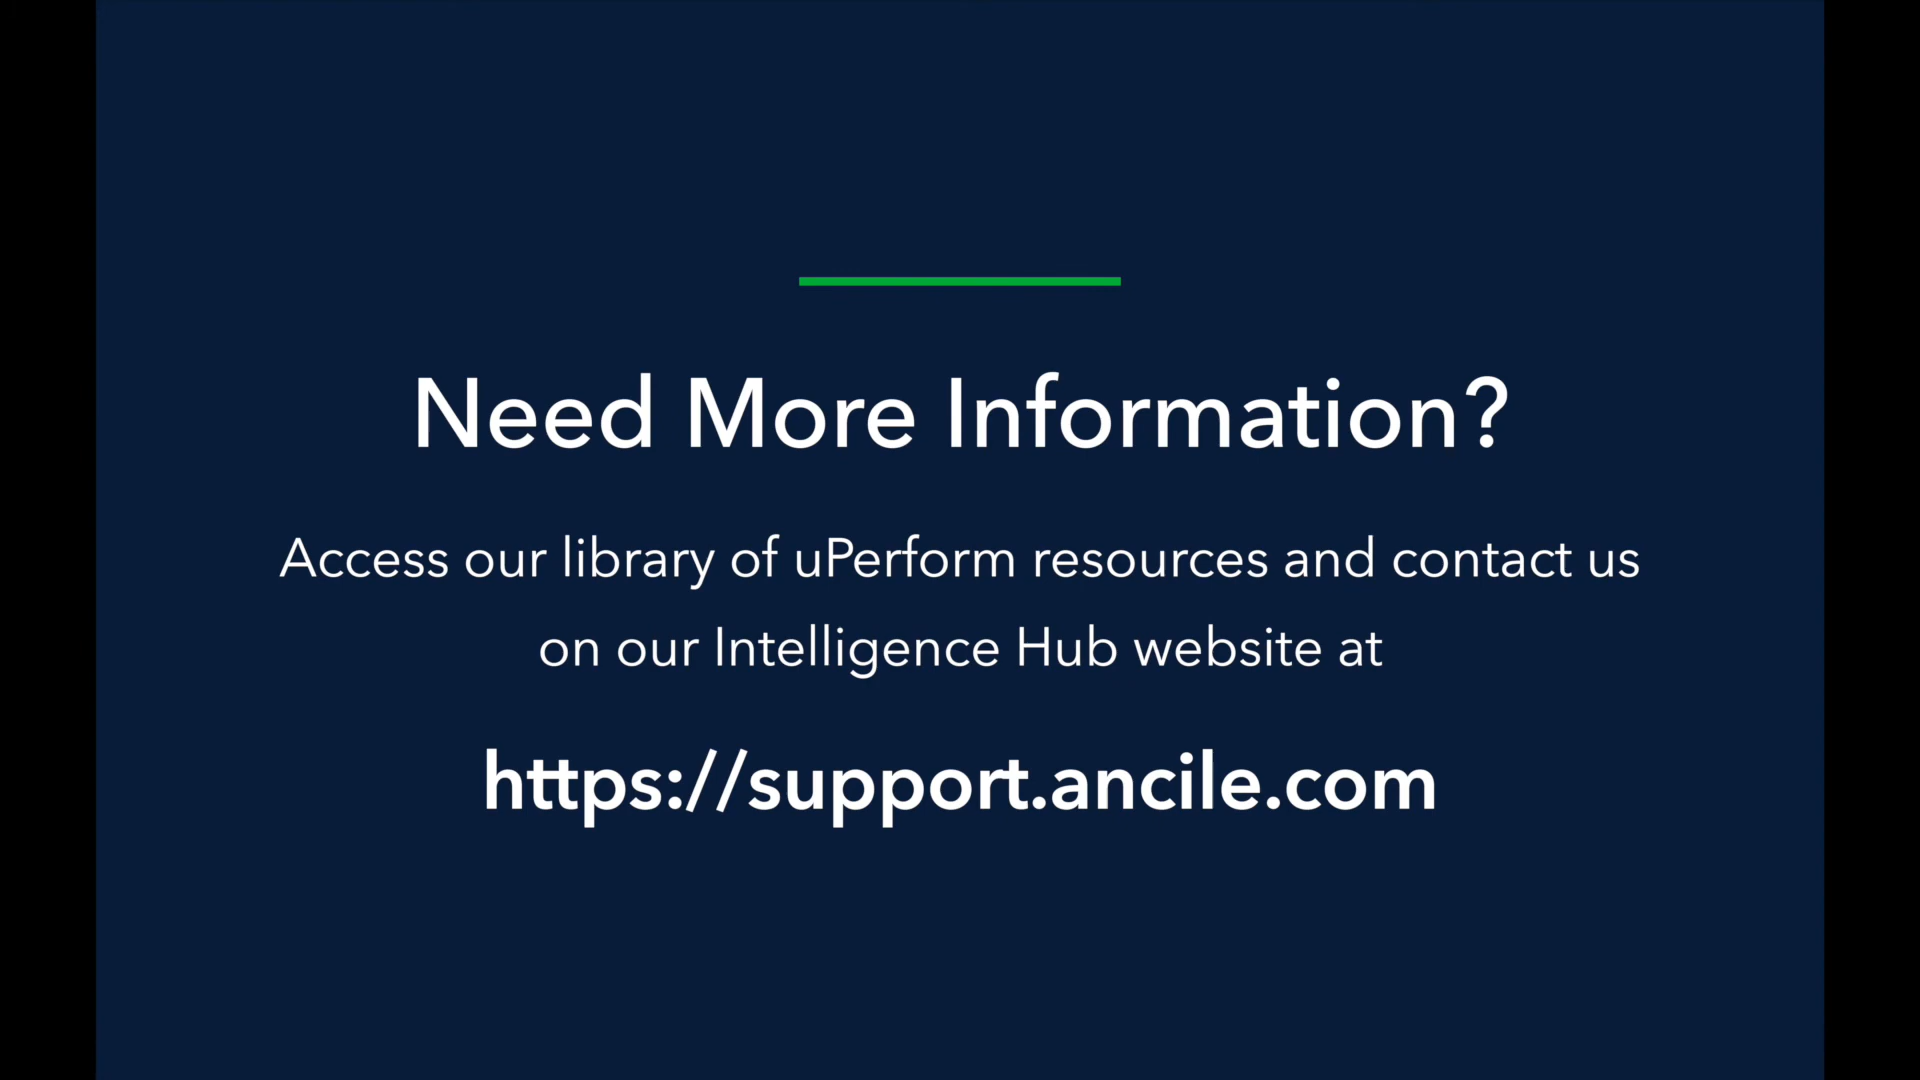 Need More Information?
Access our library of uPerform resources and contact us
on our Intelligence Hub website at
https://support.ancile.com